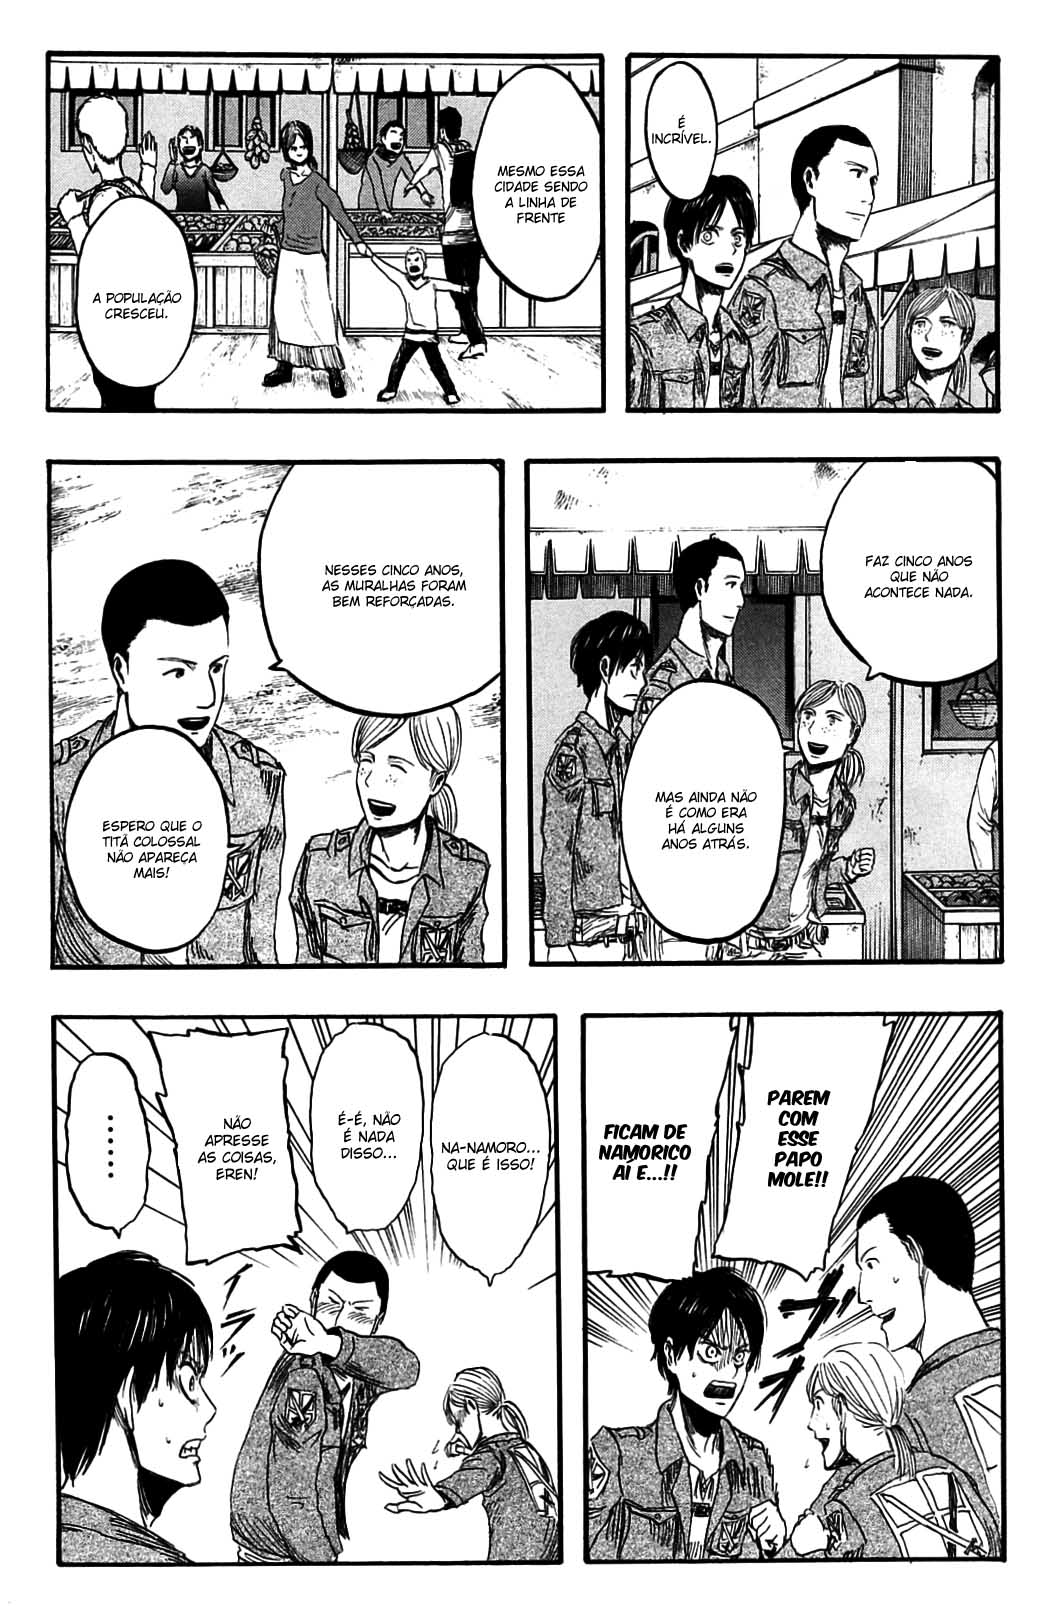 É
INCRÍVEL.
MESMO ESSA
CIDADE SENDO
A LINHA DE
FRENTE
A POPULAÇÃO
CRESCEU.
FAZ CINCO ANOS
QUE NÃO
ACONTECE NADA.
MAS AINDA NÃO
É COMO ERA
HÁ ALGUNS
ANOS ATRÁS.
NESSES CINCO ANOS,
AS MURALHAS FORAM
BEM REFORÇADAS.
ESPERO QUE O
TITÃ COLOSSAL
NÃO APAREÇA
MAIS!
PAREM
COM
ESSE
PAPO
MOLE!!
FICAM DE
NAMORICO
AÍ E...!!
NA-NAMORO...
QUE É ISSO!
É-É, NÃO
É NADA
DISSO...
NÃO
APRESSE
AS COISAS,
EREN!
......